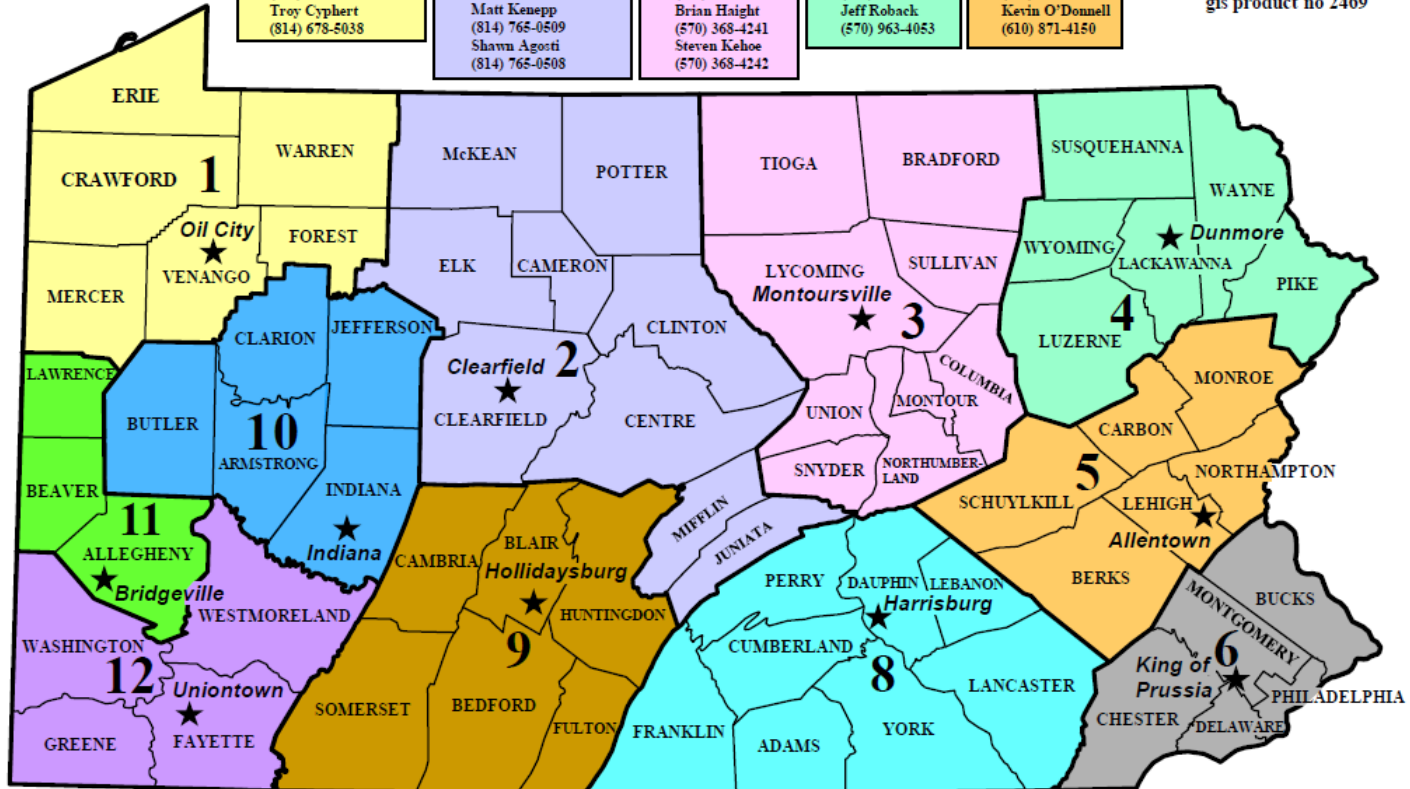 Troy Cyphert
(814) 678-5038
Matt Kenepp
(814) 765-0509
Shawn Agosti
(814) 765-0508
Brian Haight
(570) 368-4241
Steven Kehoe
(570) 368-4242
Jeff Roback
(570) 963-4053
Kevin O'Donnell
(610) 871-4150
gis product no 2469
ERIE
CRAWFORD
1
WARREN
Oil City
VENANGO
FOREST
MERCER
McKEAN
POTTER
ELK
CAMERON
CLINTON
Clearfield
2
CLEARFIELD
CENTRE
MIFFLIN
JUNIATA
TIOGA
BRADFORD
LYCOMING
Montoursville
SULLIVAN
3
COLUMBIA
UNION
MONTOUR
SNYDER
NORTHUMBER-
LAND
SUSQUEHANNA
WAYNE
WYOMING
Dunmore
LACKAWANNA
PIKE
4
LUZERNE
MONROE
CARBON
5
NORTHAMPTON
SCHUYLKILL
LEHIGH
Allentown
BERKS
BUCKS
MONTGOMERY
6
King of
Prussia
PHILADELPHIA
CHESTER
DELAWARE
PERRY
DAUPHIN
LEBANON
Harrisburg
CUMBERLAND
8
LANCASTER
FRANKLIN
ADAMS
YORK
CAMBRIA
BLAIR
Hollidaysburg
HUNTINGDON
9
SOMERSET
BEDFORD
FULTON
CLARION
JEFFERSON
BUTLER
10
ARMSTRONG
INDIANA
Indiana
LAWRENCE
BEAVER
11
ALLEGHENY
Bridgeville
WESTMORELAND
WASHINGTON
12
Uniontown
GREENE
FAYETTE